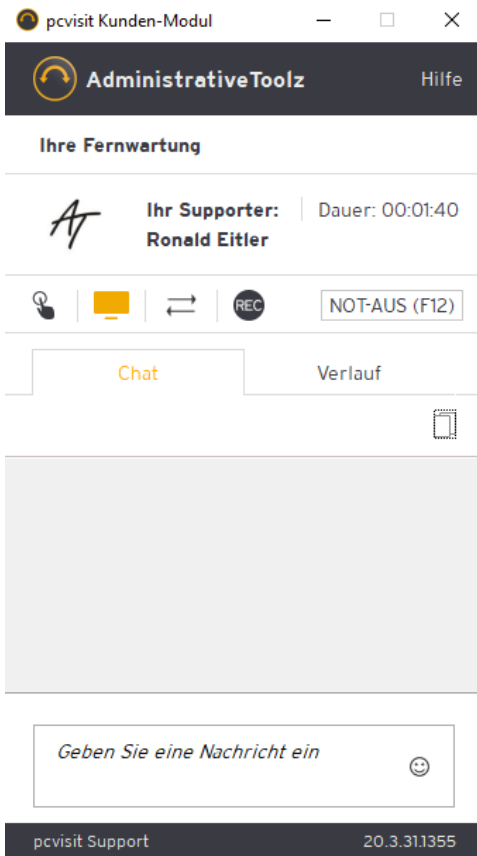 pcvisit Kunden-Modul
AdministrativeToolz Hilfe
Ihre Fernwartung
AT Ihr Supporter: Dauer: 00:01:40
Ronald Eitler
REC NOT-AUS (F12)
Chat Verlauf
Geben Sie eine Nachricht ein
pcvisit Support 20.3.31.1355